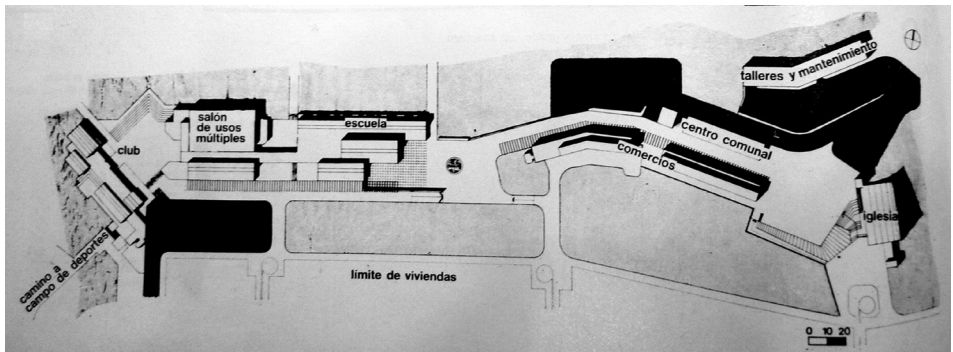 talleres y mantenimiento
salón
de usos
múltiples
escuela
centro comunal
club
comercios
iglesia
camino a
campo de deportes
límite de viviendas
0 10 20